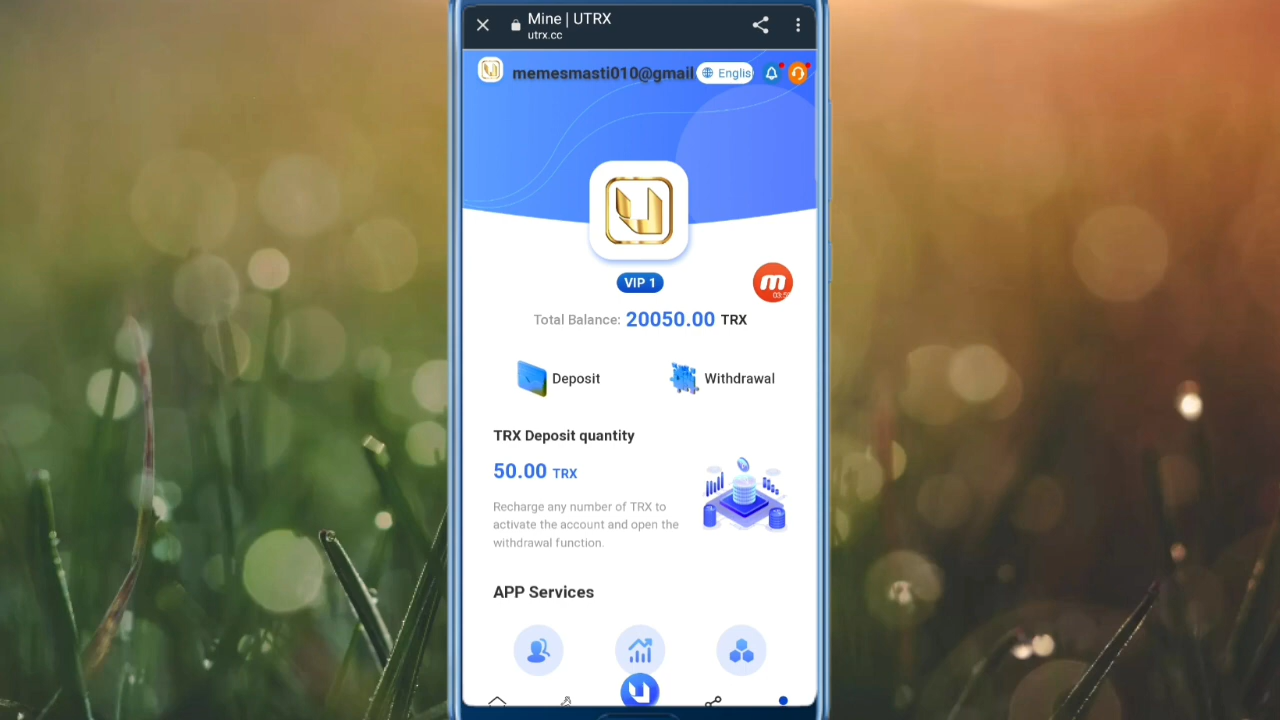 Mine | UTRX
utrx.cc
memesmasti010@gmail
Englis
VIP 1
Total Balance: 20050.00 TRX
Deposit
Withdrawal
TRX Deposit quantity
50.00 TRX
Recharge any number of TRX to
activate the account and open the
withdrawal function.
APP Services